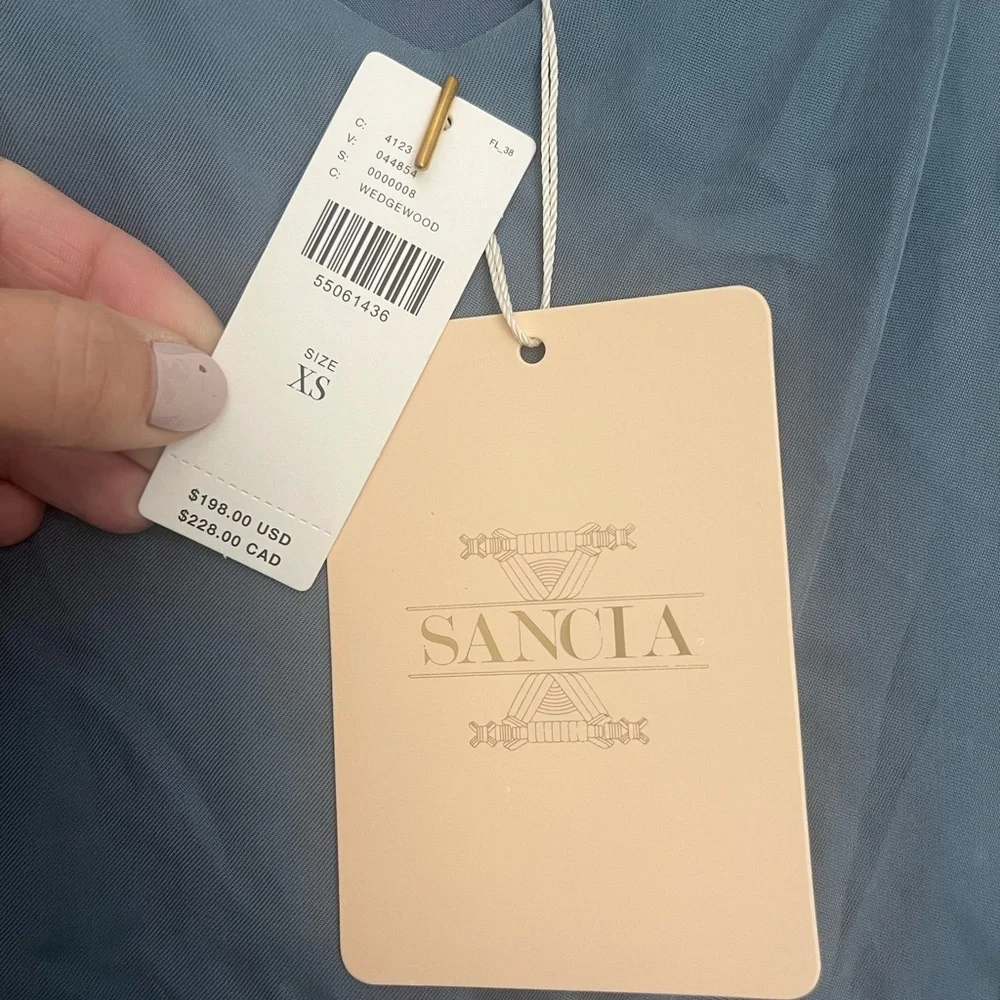 C: 4123
V: 044854
S: 0000008
C: WEDGEWOOD
FL_38
55061436
SIZE
XS
$198.00 USD
$228.00 CAD
SANCIA